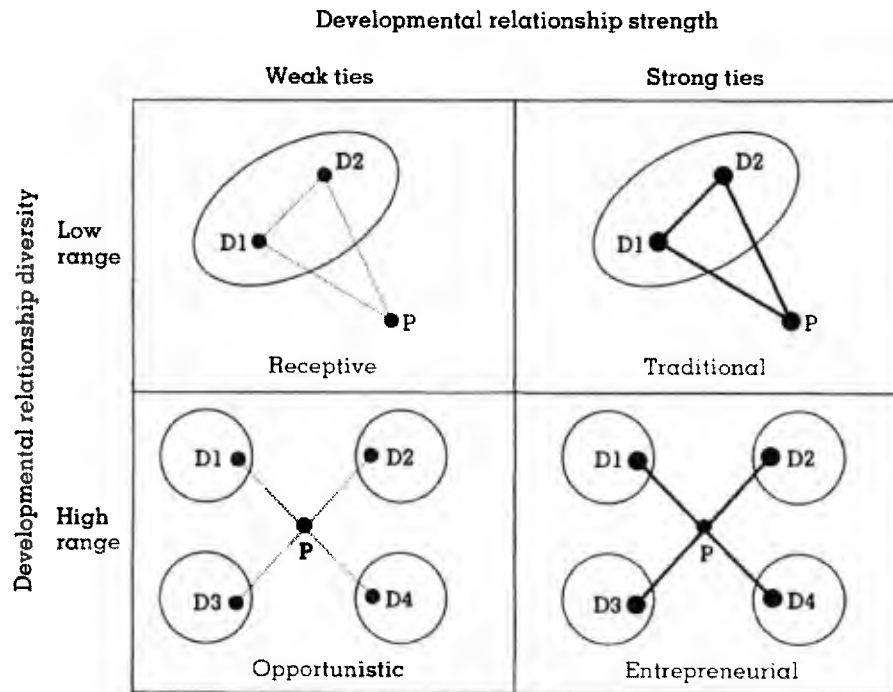 Developmental relationship strength
Weak ties
Strong ties
Developmental relationship diversity
Low
range
D2
D1
P
Receptive
D2
D1
P
Traditional
High
range
D1
D2
P
D3
D4
Opportunistic
D1
D2
P
D3
D4
Entrepreneurial